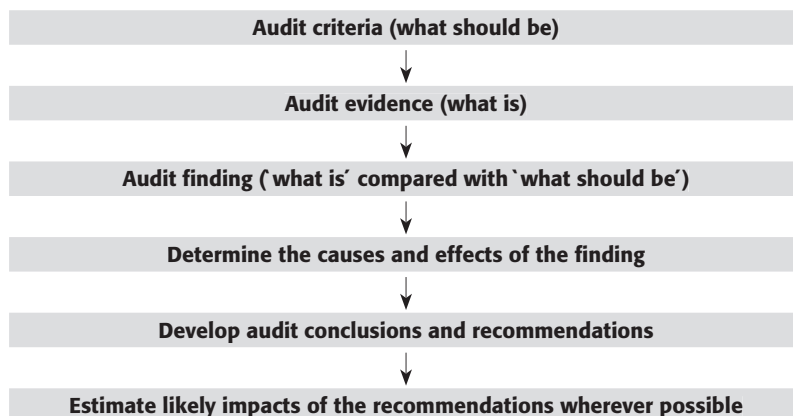 Audit criteria (what should be)
Audit evidence (what is)
Audit finding (`what is´ compared with `what should be´)
Determine the causes and effects of the finding
Develop audit conclusions and recommendations
Estimate likely impacts of the recommendations wherever possible